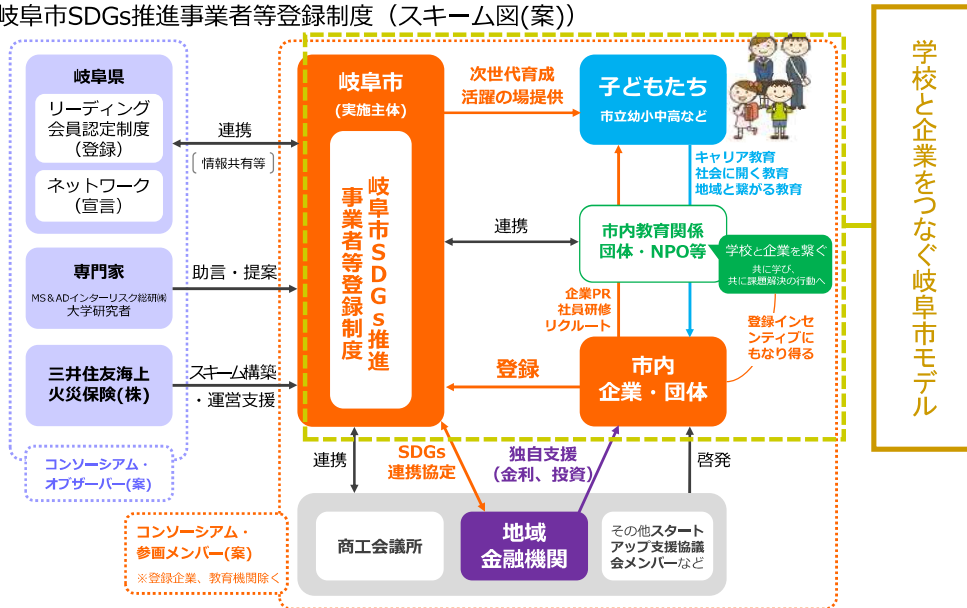 岐阜市SDGs推進事業者等登録制度（スキーム図(案)）
岐阜県
リーディング
会員認定制度
（登録）
ネットワーク
（宣言）
専門家
MS＆ADインターリスク総研㈱
大学研究者
三井住友海上
火災保険(株)
コンソーシアム・
オブザーバー(案)
連携
情報共有等
助言・提案
スキーム構築
・運営支援
岐阜市
(実施主体)
岐阜市SDGs推進
事業者等登録制度
次世代育成
活躍の場提供
子どもたち
市立幼小中高など
キャリア教育
社会に開く教育
地域と繋がる教育
連携
市内教育関係
団体・NPO等
学校と企業を繋ぐ
共に学び、
共に課題解決の行動へ
企業PR
社員研修
リクルート
登録インセ
ンティブに
もなり得る
登録
市内
企業・団体
連携
SDGs
連携協定
独自支援
（金利、投資）
啓発
商工会議所
地域
金融機関
その他スタート
アップ支援協議
会メンバーなど
コンソーシアム・
参画メンバー(案)
※登録企業、教育機関除く
学校と企業をつなぐ岐阜市モデル